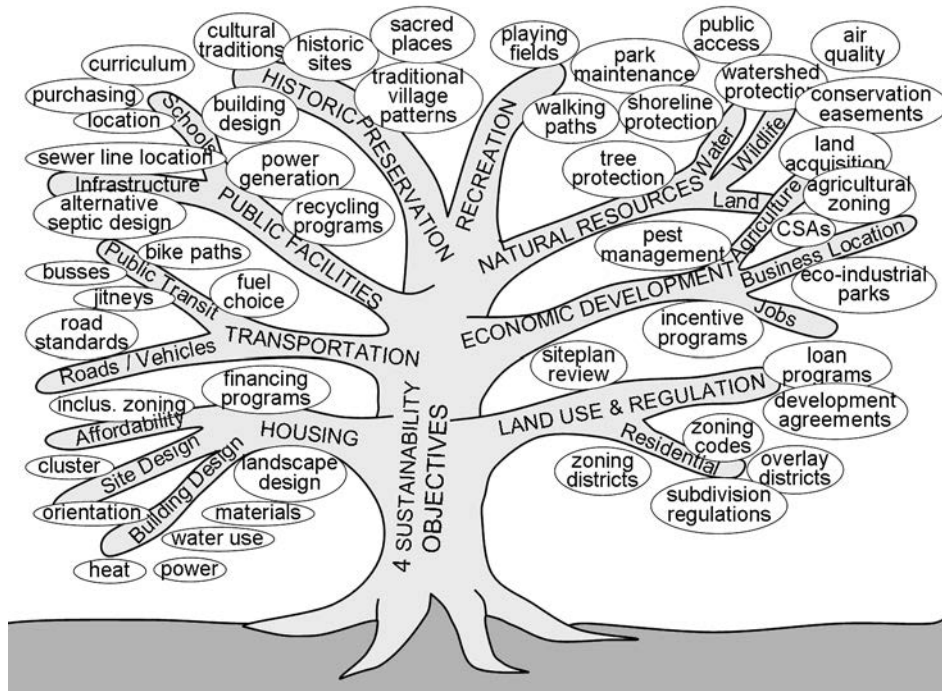 cultural
traditions
historic
sites
sacred
places
playing
fields
public
access
air
quality
curriculum
park
maintenance
watershed
protection
purchasing
Schools
building
design
HISTORIC
PRESERVATION
traditional
village
patterns
walking
paths
shoreline
protection
conservation
easements
location
RECREATION
Water
Wildlife
sewer line location
power
generation
tree
protection
land
acquisition
Infrastructure
NATURAL RESOURCES
Land
agricultural
zoning
alternative
septic design
PUBLIC FACILITIES
recycling
programs
Agriculture
CSAs
bike paths
pest
management
Business Location
busses
Public Transit
fuel
choice
ECONOMIC DEVELOPMENT
eco-industrial
parks
jitneys
Jobs
road
standards
TRANSPORTATION
incentive
programs
Roads / Vehicles
siteplan
review
loan
programs
financing
programs
LAND USE & REGULATION
development
agreements
inclus. zoning
Affordability
HOUSING
Residential
zoning
codes
cluster
Site Design
landscape
design
zoning
districts
overlay
districts
Building Design
subdivision
regulations
orientation
materials
water use
heat
power
4 SUSTAINABILITY
OBJECTIVES